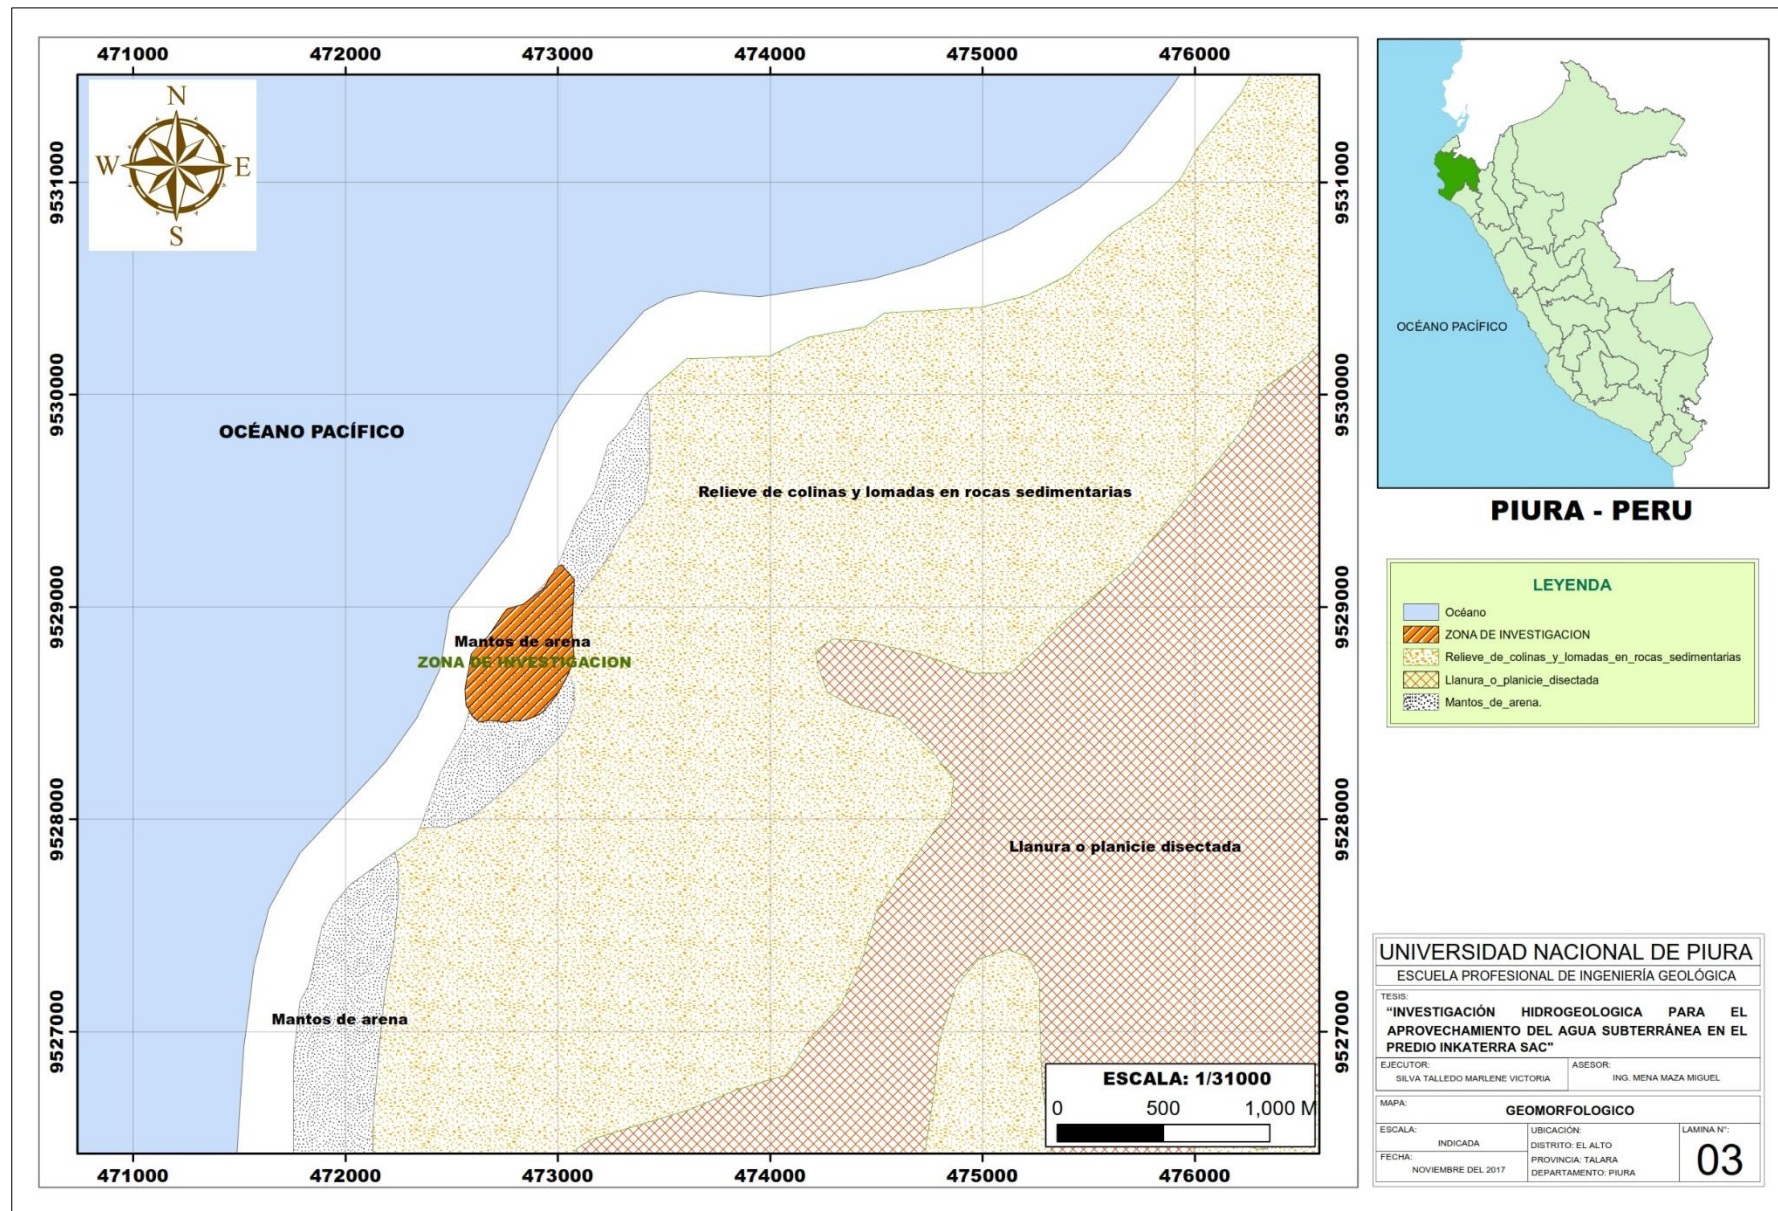 471000 472000 473000 474000 475000 476000
N
W E
S
9531000
9530000
9529000
9528000
9527000
OCÉANO PACÍFICO
Relieve de colinas y lomadas en rocas sedimentarias
Mantos de arena
ZONA DE INVESTIGACION
Llanura o planicie disectada
Mantos de arena
ESCALA: 1/31000
0 500 1,000 M
9531000
9530000
9529000
9528000
9527000
471000 472000 473000 474000 475000 476000
OCÉANO PACÍFICO
PIURA - PERU
LEYENDA
Océano
ZONA DE INVESTIGACION
Relieve_de_colinas_y_lomadas_en_rocas_sedimentarias
Llanura_o_planicie_disectada
Mantos_de_arena.
UNIVERSIDAD NACIONAL DE PIURA
ESCUELA PROFESIONAL DE INGENIERÍA GEOLÓGICA
TESIS:
“INVESTIGACIÓN HIDROGEOLOGICA PARA EL
APROVECHAMIENTO DEL AGUA SUBTERRÁNEA EN EL
PREDIO INKATERRA SAC"
EJECUTOR:
SILVA TALLEDO MARLENE VICTORIA
ASESOR:
ING. MENA MAZA MIGUEL
MAPA:
GEOMORFOLOGICO
ESCALA:
INDICADA
FECHA:
NOVIEMBRE DEL 2017
UBICACIÓN:
DISTRITO: EL ALTO
PROVINCIA: TALARA
DEPARTAMENTO: PIURA
LAMINA N°:
03